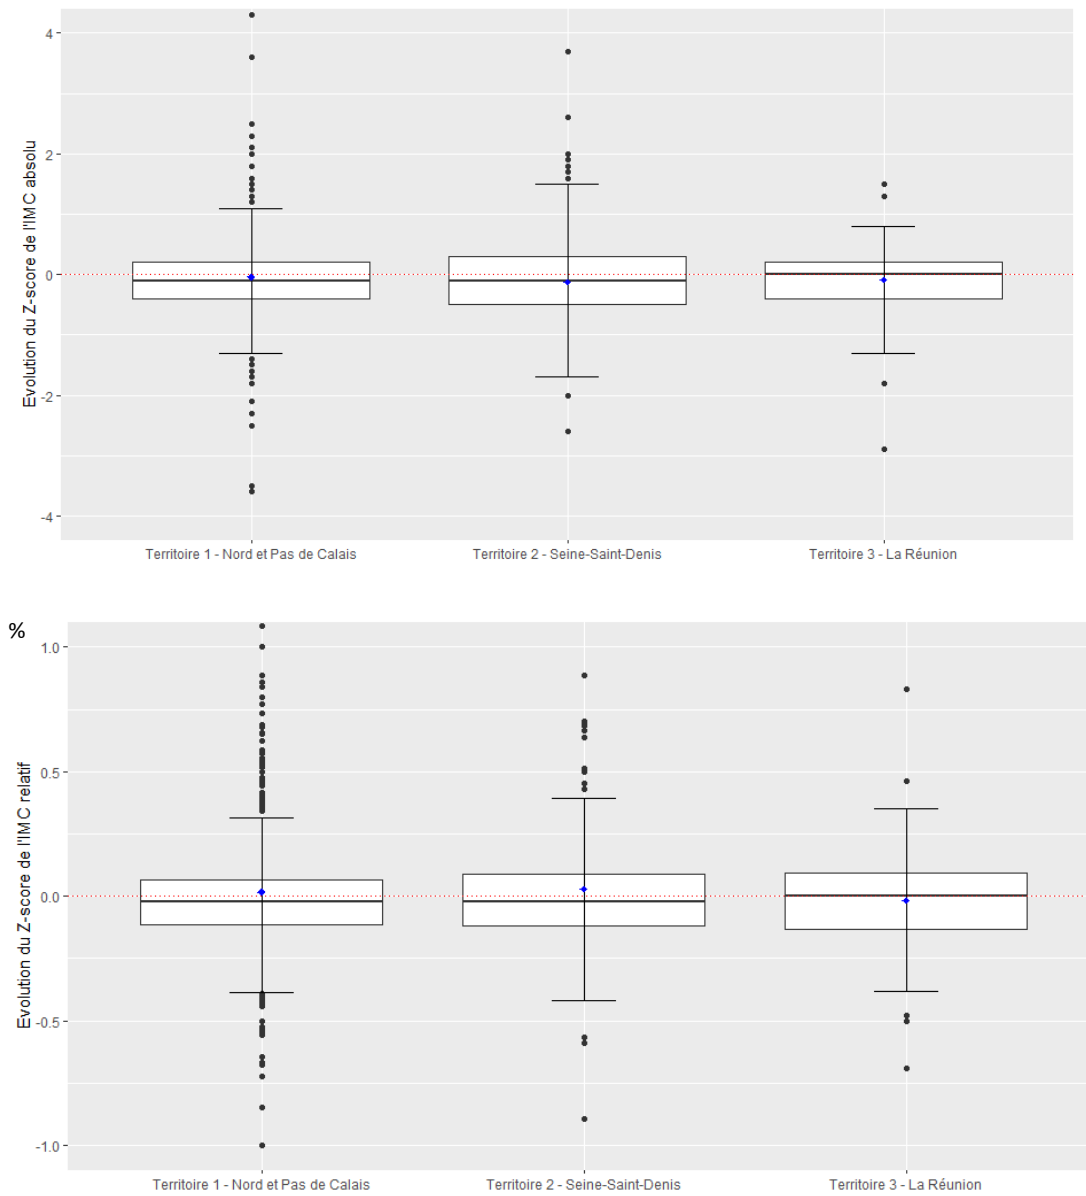 4
2
0
-2
-4
Evolution du Z-score de l'IMC absolu
Territoire 1 - Nord et Pas de Calais
Territoire 2 - Seine-Saint-Denis
Territoire 3 - La Réunion
%
1.0
0.5
0.0
-0.5
-1.0
Evolution du Z-score de l'IMC relatif
Territoire 1 - Nord et Pas de Calais
Territoire 2 - Seine-Saint-Denis
Territoire 3 - La Réunion